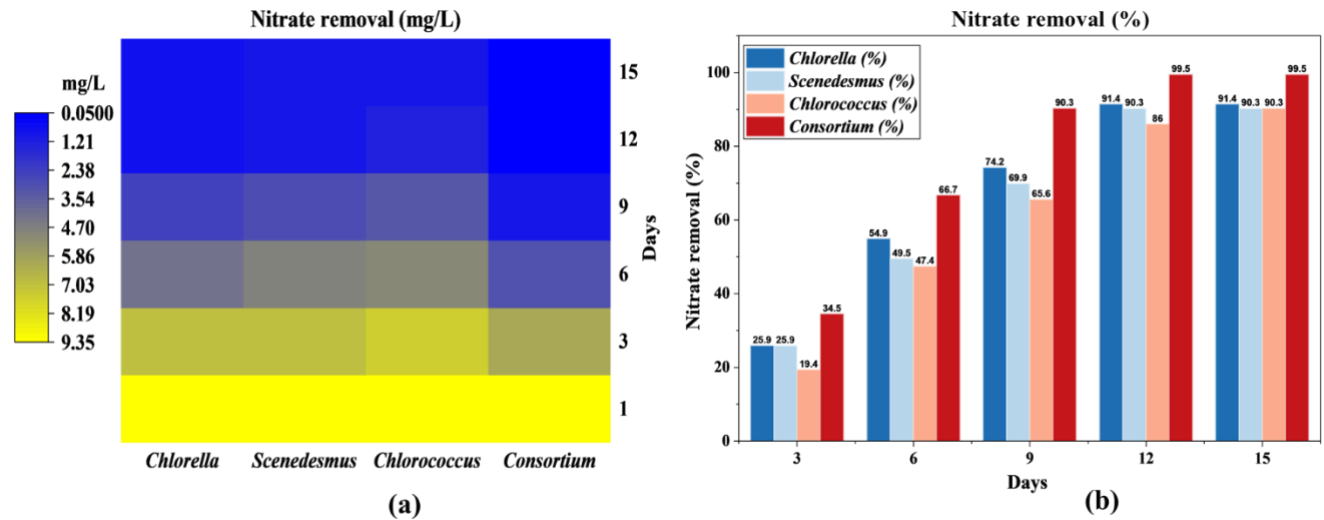 Nitrate removal (mg/L)
mg/L
0.0500
1.21
2.38
3.54
4.70
5.86
7.03
8.19
9.35
15
12
9
6
3
1
Days
Chlorella Scenedesmus Chlorococcus Consortium
(a)
Nitrate removal (%)
Chlorella (%)
Scenedesmus (%)
Chlorococcus (%)
Consortium (%)
Nitrate removal (%)
100
80
60
40
20
0
25.9 25.9 19.4 34.5
54.9 49.5 47.4 66.7
74.2 69.9 65.6 90.3
91.4 90.3 86 99.5
91.4 90.3 90.3 99.5
3 6 9 12 15
Days
(b)